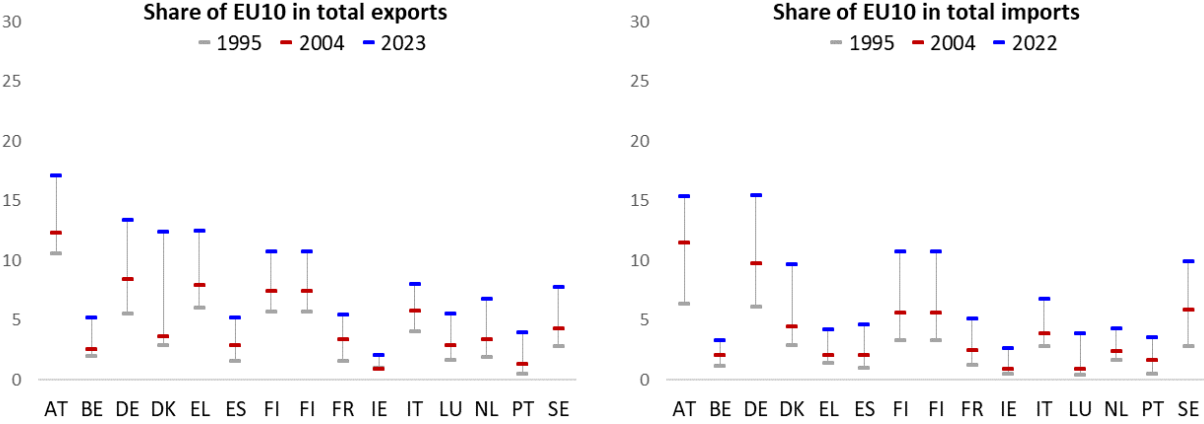 Share of EU10 in total exports
1995 2004 2023
30
25
20
15
10
5
0
AT BE DE DK EL ES FI FI FR IE IT LU NL PT SE
Share of EU10 in total imports
1995 2004 2022
30
25
20
15
10
5
0
AT BE DE DK EL ES FI FI FR IE IT LU NL PT SE